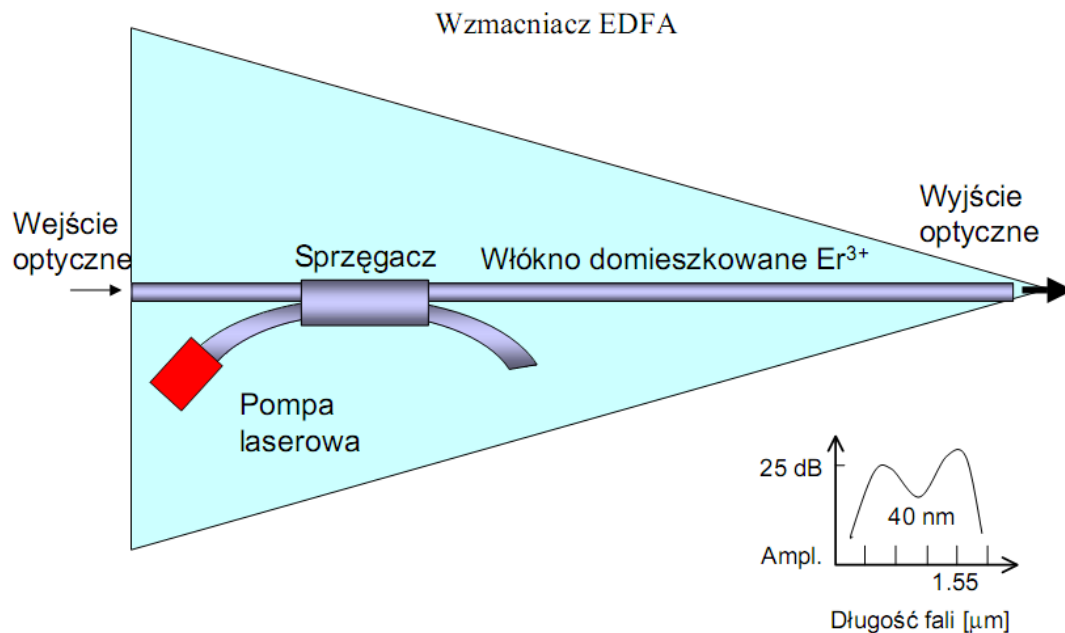 Wzmacniacz EDFA
Wejście
optyczne
Sprzęgacz
Włókno domieszkowane Er³⁺
Wyjście
optyczne
Pompa
laserowa
25 dB
40 nm
Ampl.
1.55
Długość fali [μm]